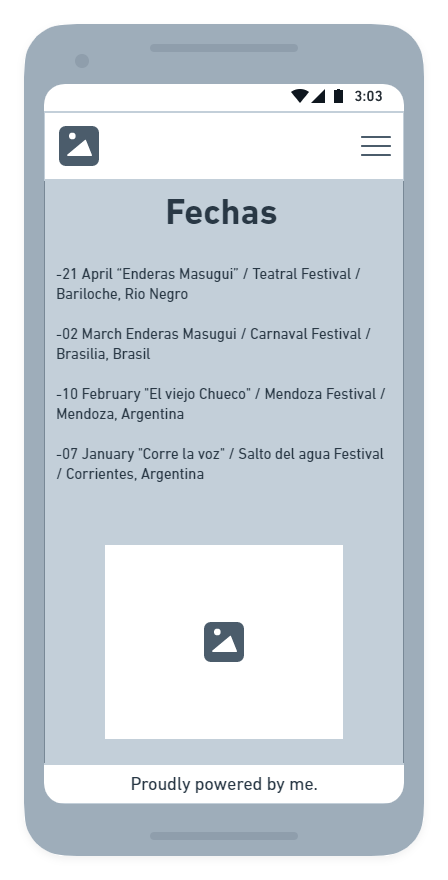 3:03
Fechas
-21 April "Enderas Masugui" / Teatral Festival /
Bariloche, Rio Negro
-02 March Enderas Masugui / Carnaval Festival /
Brasilia, Brasil
-10 February "El viejo Chueco" / Mendoza Festival /
Mendoza, Argentina
-07 January "Corre la voz" / Salto del agua Festival
/ Corrientes, Argentina
Proudly powered by me.